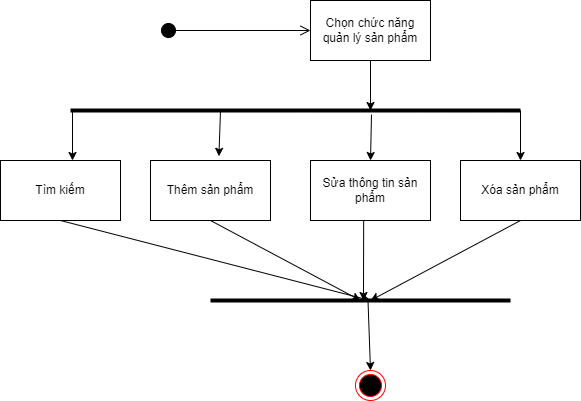 Chọn chức năng
quản lý sản phẩm
Tìm kiếm
Thêm sản phẩm
Sửa thông tin sản
phẩm
Xóa sản phẩm